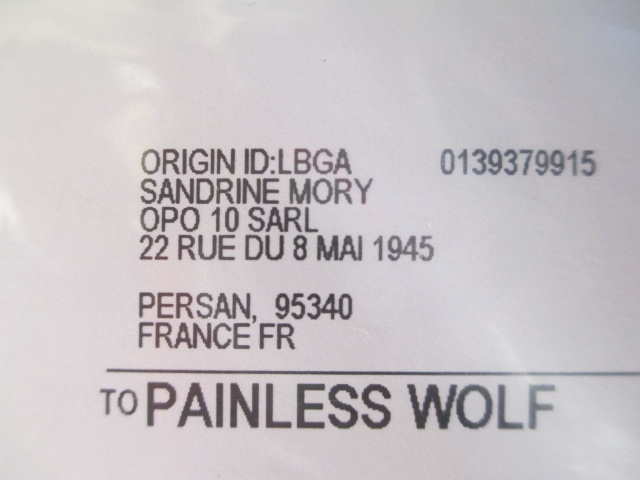 ORIGIN ID:LBGA 0139379915
SANDRINE MORY
OPO 10 SARL
22 RUE DU 8 MAI 1945
PERSAN, 95340
FRANCE FR
TO PAINLESS WOLF